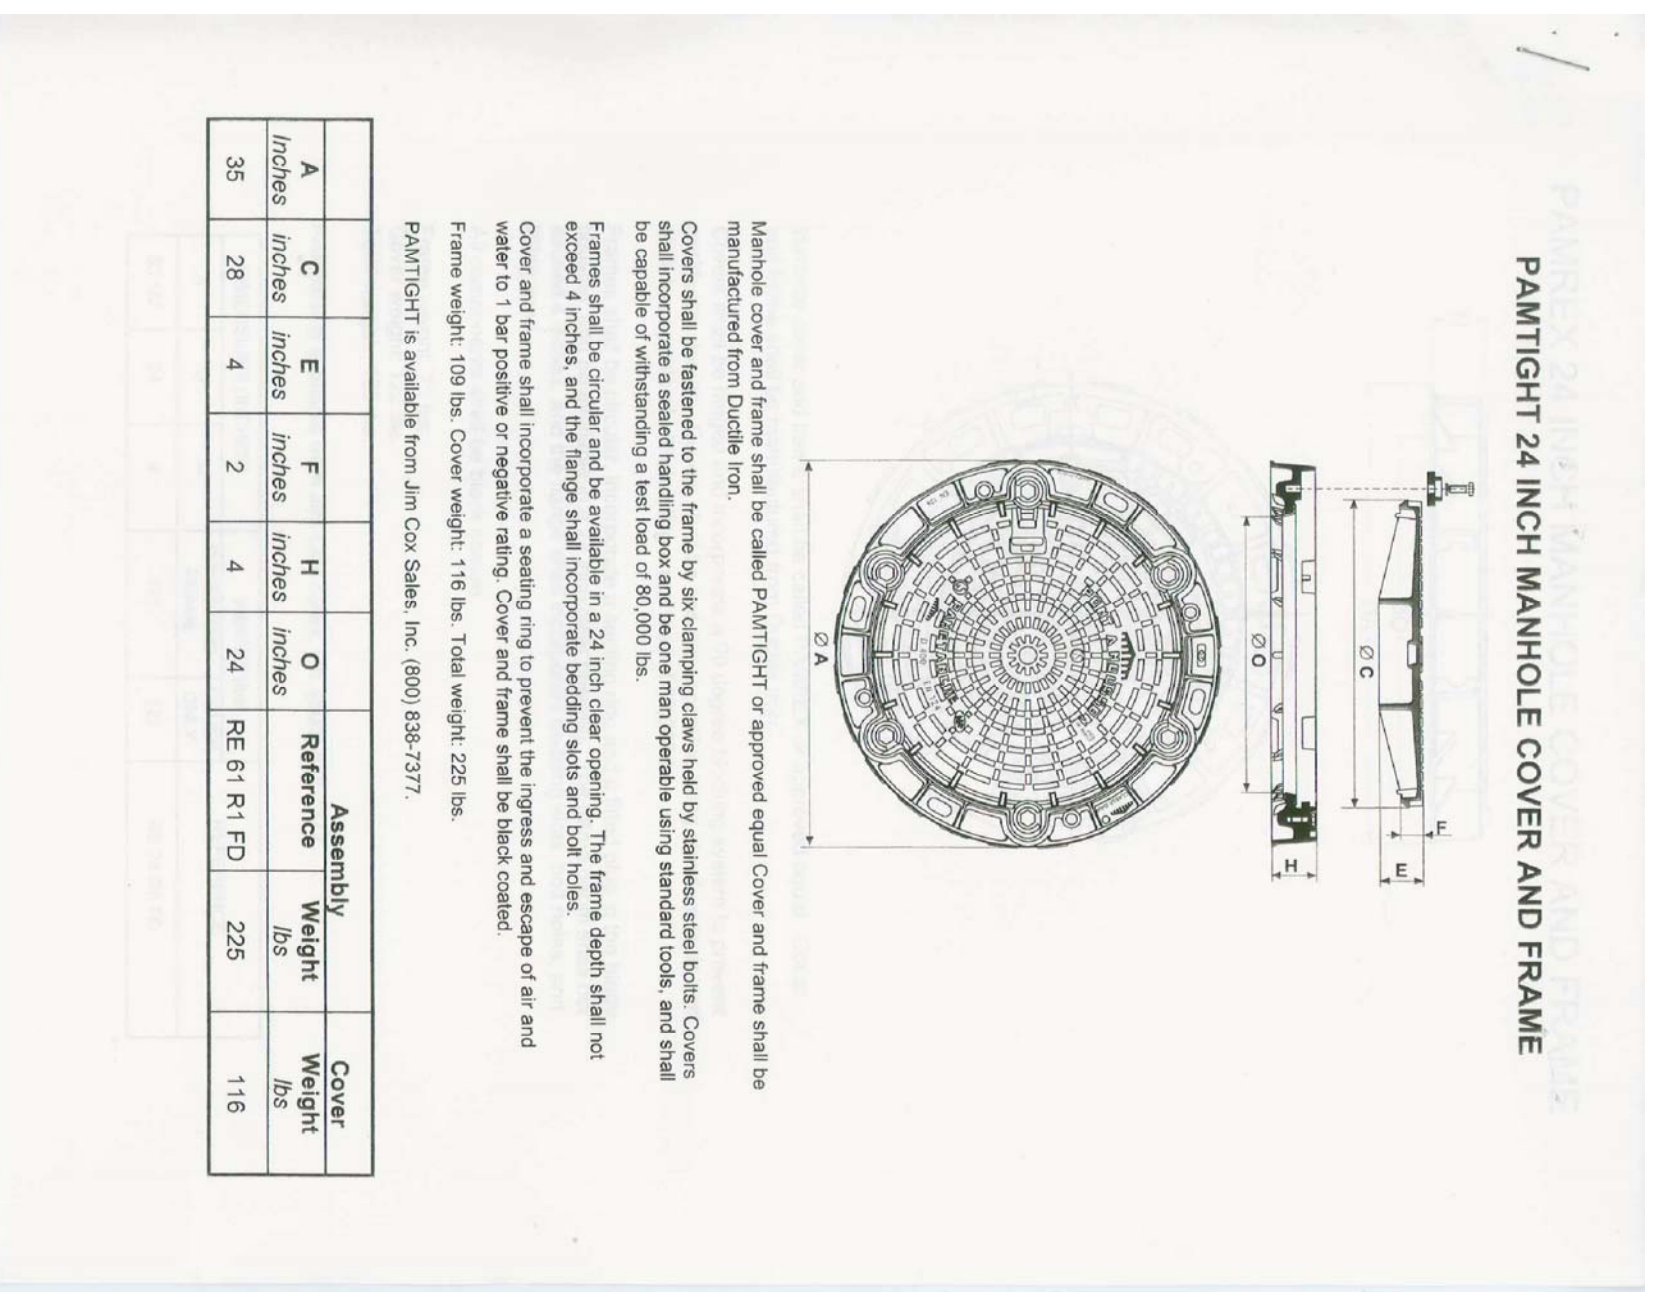 PAMTIGHT 24 INCH MANHOLE COVER AND FRAME
Ø C
F
E
Ø O
H
Ø A
Manhole cover and frame shall be called PAMTIGHT or approved equal Cover and frame shall be
manufactured from Ductile Iron.
Covers shall be fastened to the frame by six clamping claws held by stainless steel bolts. Covers
shall incorporate a sealed handling box and be one man operable using standard tools, and shall
be capable of withstanding a test load of 80,000 lbs.
Frames shall be circular and be available in a 24 inch clear opening. The frame depth shall not
exceed 4 inches, and the flange shall incorporate bedding slots and bolt holes.
Cover and frame shall incorporate a seating ring to prevent the ingress and escape of air and
water to 1 bar positive or negative rating. Cover and frame shall be black coated.
Frame weight: 109 lbs. Cover weight: 116 lbs. Total weight: 225 lbs.
PAMTIGHT is available from Jim Cox Sales, Inc. (800) 838-7377.
Assembly Cover
A C E F H O Reference Weight Weight
Inches inches inches inches inches inches lbs lbs
35 28 4 2 4 24 RE 61 R1 FD 225 116
PAMREX 24 INCH MANHOLE COVER AND FRAME